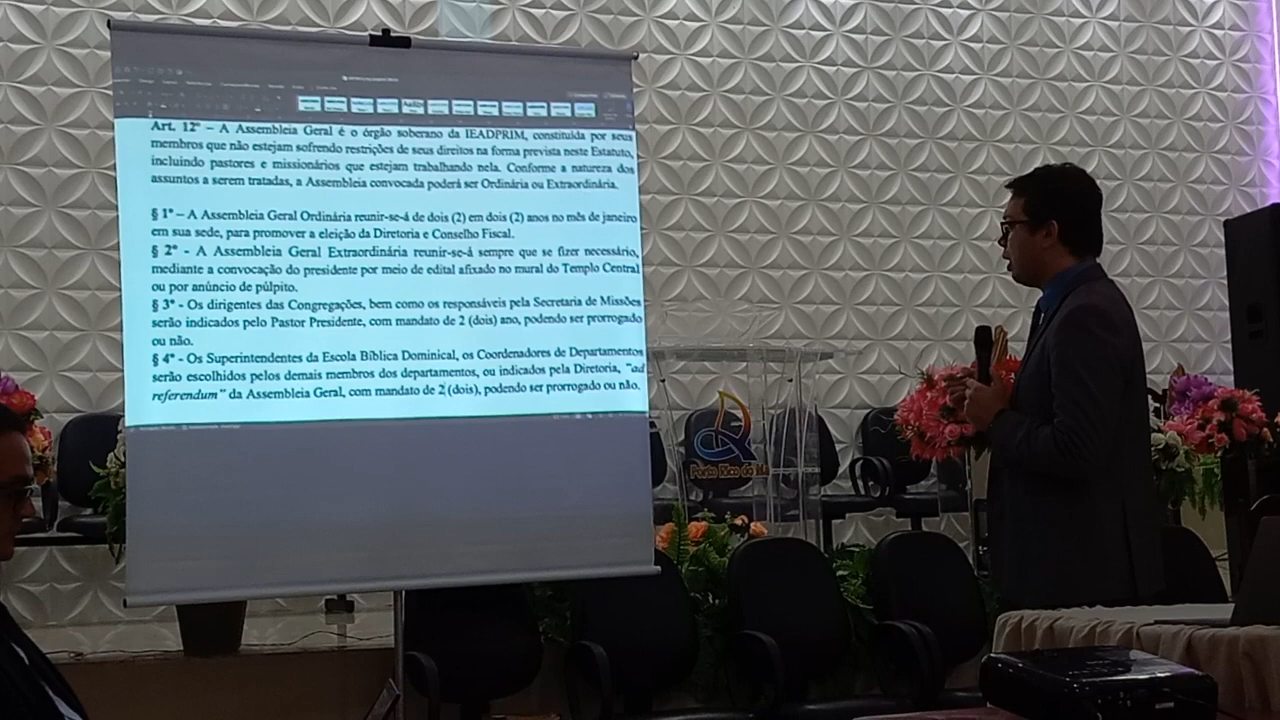 Art. 12º – A Assembleia Geral é o órgão soberano da IEADPRIM, constituída por seus
membros que não estejam sofrendo restrições de seus direitos na forma prevista neste Estatuto,
incluindo pastores e missionários que estejam trabalhando nela. Conforme a natureza dos
assuntos a serem tratadas, a Assembleia convocada poderá ser Ordinária ou Extraordinária.
§ 1º – A Assembleia Geral Ordinária reunir-se-á de dois (2) em dois (2) anos no mês de janeiro
em sua sede, para promover a eleição da Diretoria e Conselho Fiscal.
§ 2º - A Assembleia Geral Extraordinária reunir-se-á sempre que se fizer necessário,
mediante a convocação do presidente por meio de edital afixado no mural do Templo Central
ou por anúncio de púlpito.
§ 3º - Os dirigentes das Congregações, bem como os responsáveis pela Secretaria de Missões
serão indicados pelo Pastor Presidente, com mandato de 2 (dois) ano, podendo ser prorrogado
ou não.
§ 4º - Os Superintendentes da Escola Bíblica Dominical, os Coordenadores de Departamentos
serão escolhidos pelos demais membros dos departamentos, ou indicados pela Diretoria, "ad
referendum" da Assembleia Geral, com mandato de 2 (dois), podendo ser prorrogado ou não.
Porto Rico do Ma